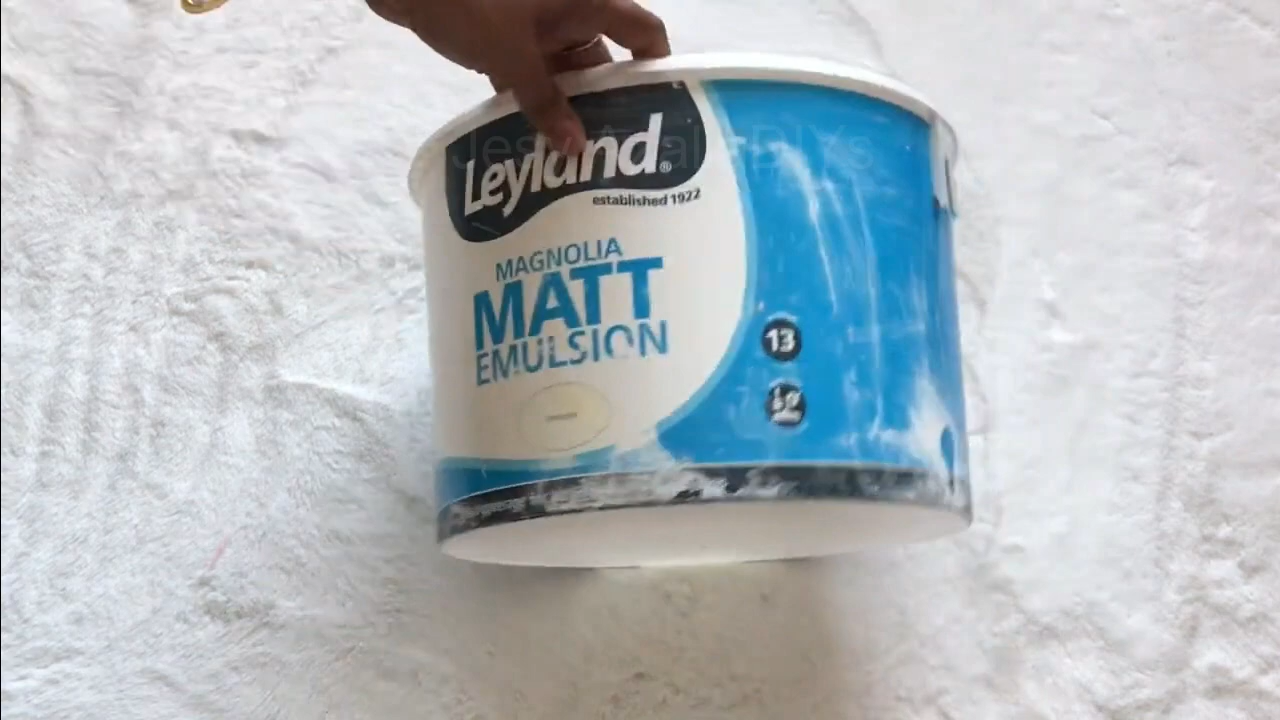 Leyland®
established 1922
MAGNOLIA
MATT
EMULSION
13